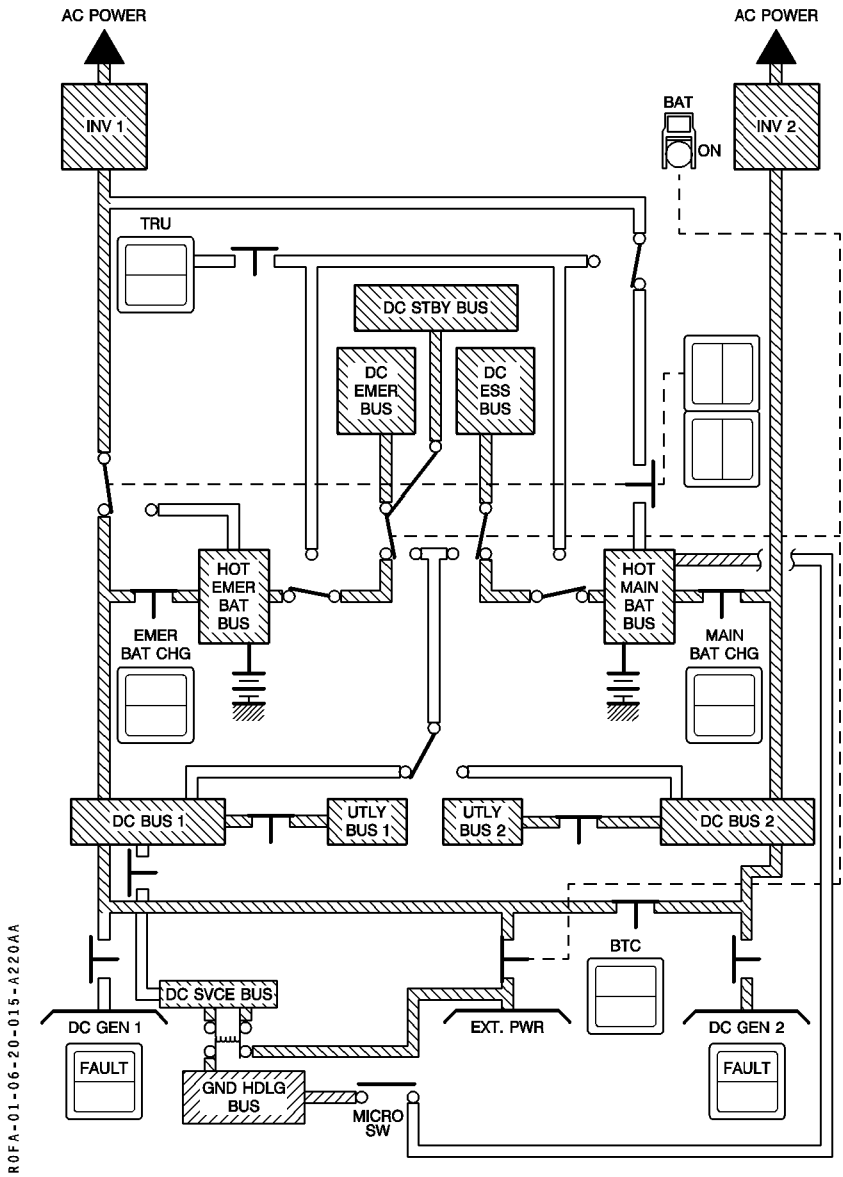 AC POWER
AC POWER
INV 1
BAT
INV 2
ON
TRU
DC STBY BUS
DC
EMER
BUS
DC
ESS
BUS
HOT
EMER
BAT
BUS
HOT
MAIN
BAT
BUS
EMER
BAT CHG
MAIN
BAT CHG
DC BUS 1
UTLY
BUS 1
UTLY
BUS 2
DC BUS 2
BTC
DC SVCE BUS
DC GEN 1
EXT. PWR
DC GEN 2
FAULT
FAULT
GND HDLG
BUS
MICRO
SW
R0FA-01-06-20-015-A220AA